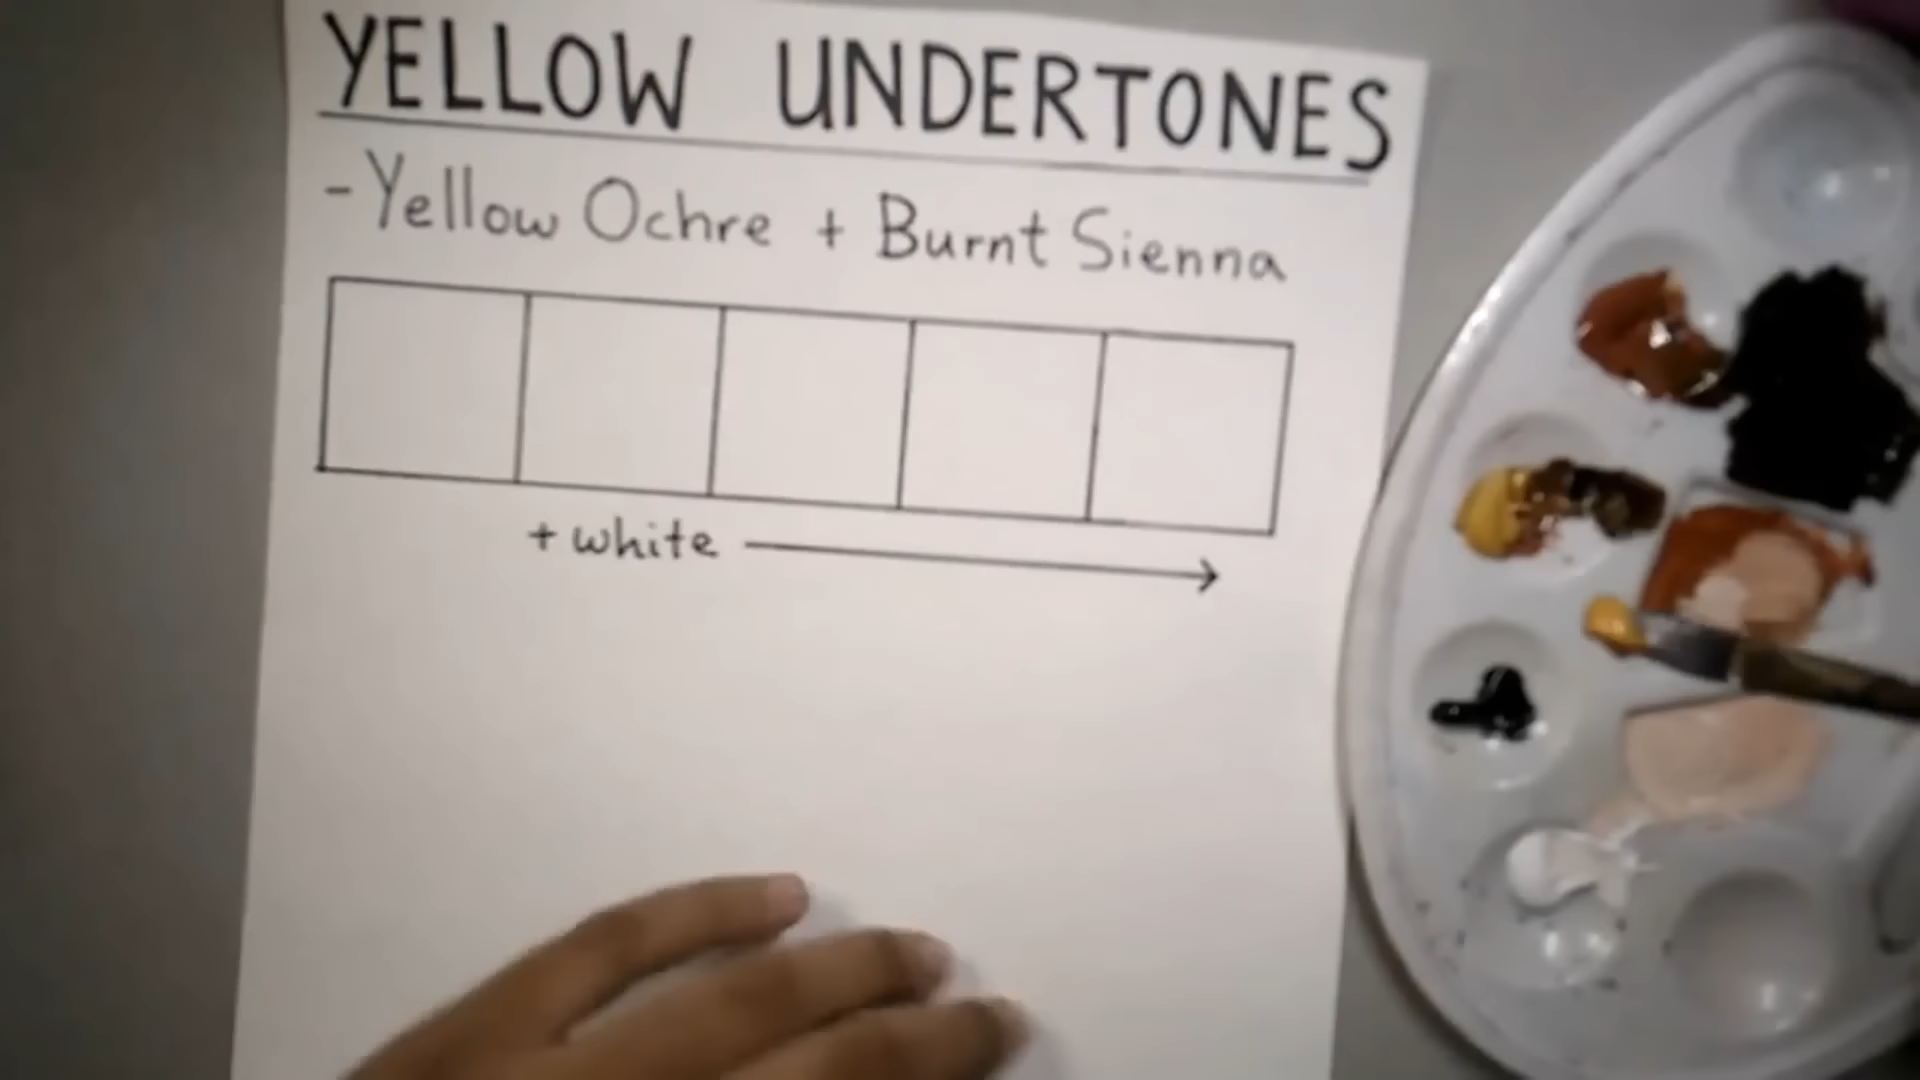 YELLOW UNDERTONES
-Yellow Ochre + Burnt Sienna
+ white